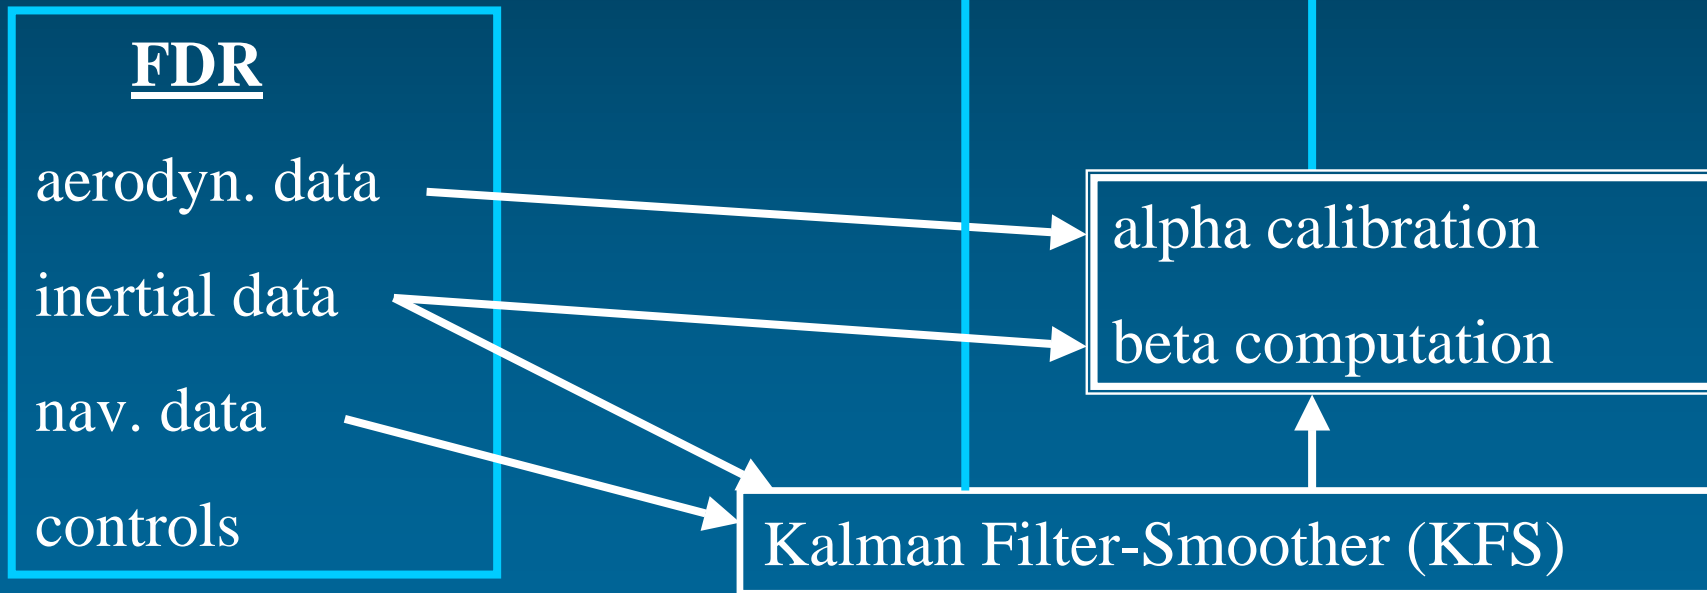 FDR
aerodyn. data
inertial data
nav. data
controls
alpha calibration
beta computation
Kalman Filter-Smoother (KFS)